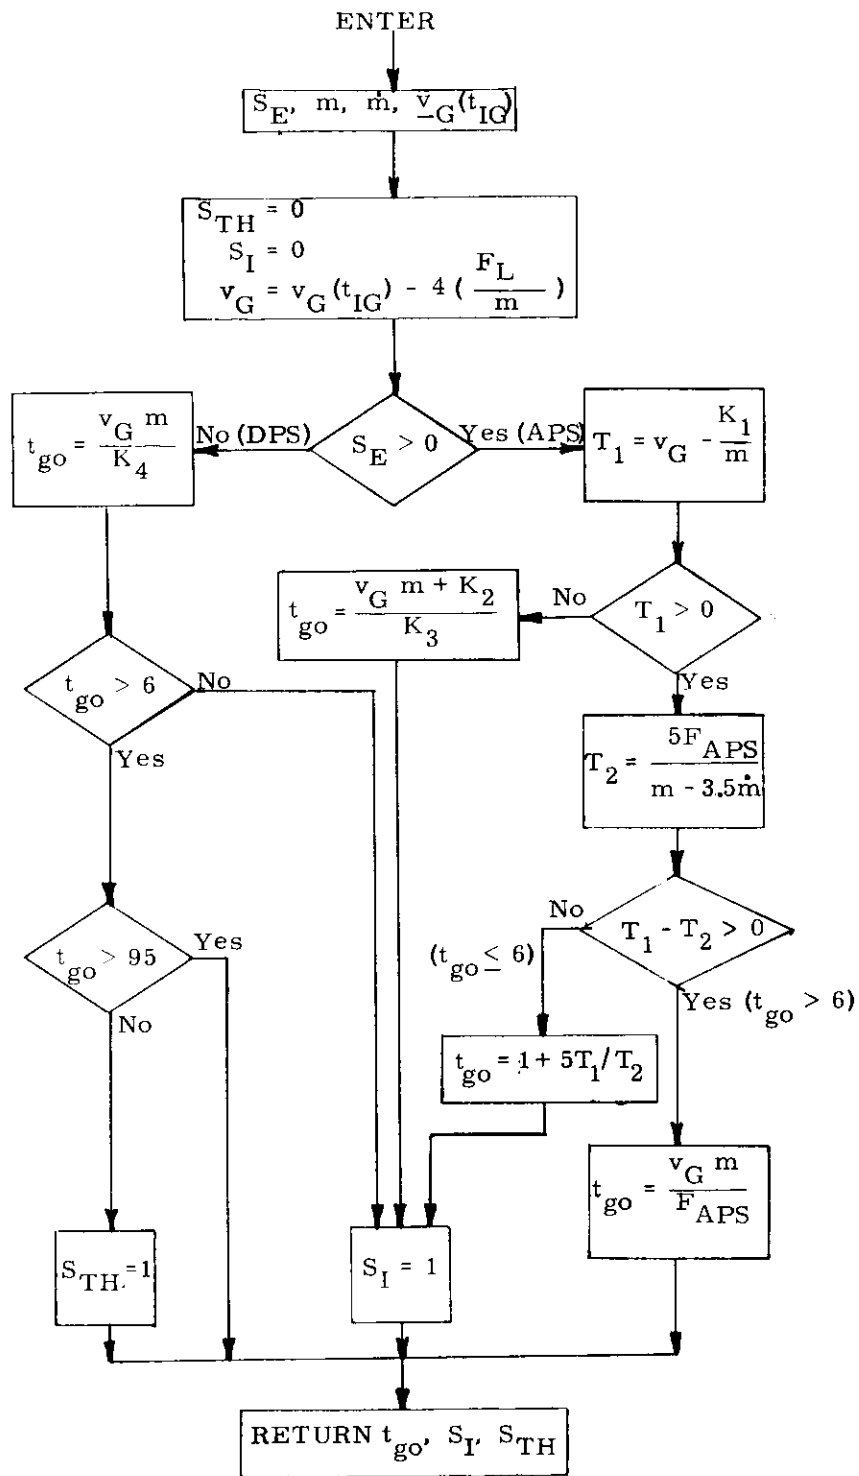 ENTER
S_E, m, ṁ, v_G(t_IG)
S_TH = 0
S_I = 0
v_G = v_G(t_IG) - 4 ( F_L / m )
t_go = v_G m / K_4
No (DPS)
S_E > 0
Yes (APS)
T_1 = v_G - K_1 / m
t_go = v_G m + K_2 / K_3
No
T_1 > 0
Yes
t_go > 6
No
Yes
T_2 = 5F_APS / m - 3.5ṁ
t_go > 95
Yes
No
No
(t_go ≤ 6)
T_1 - T_2 > 0
Yes (t_go > 6)
t_go = 1 + 5T_1/T_2
t_go = v_G m / F_APS
S_TH = 1
S_I = 1
RETURN t_go, S_I, S_TH